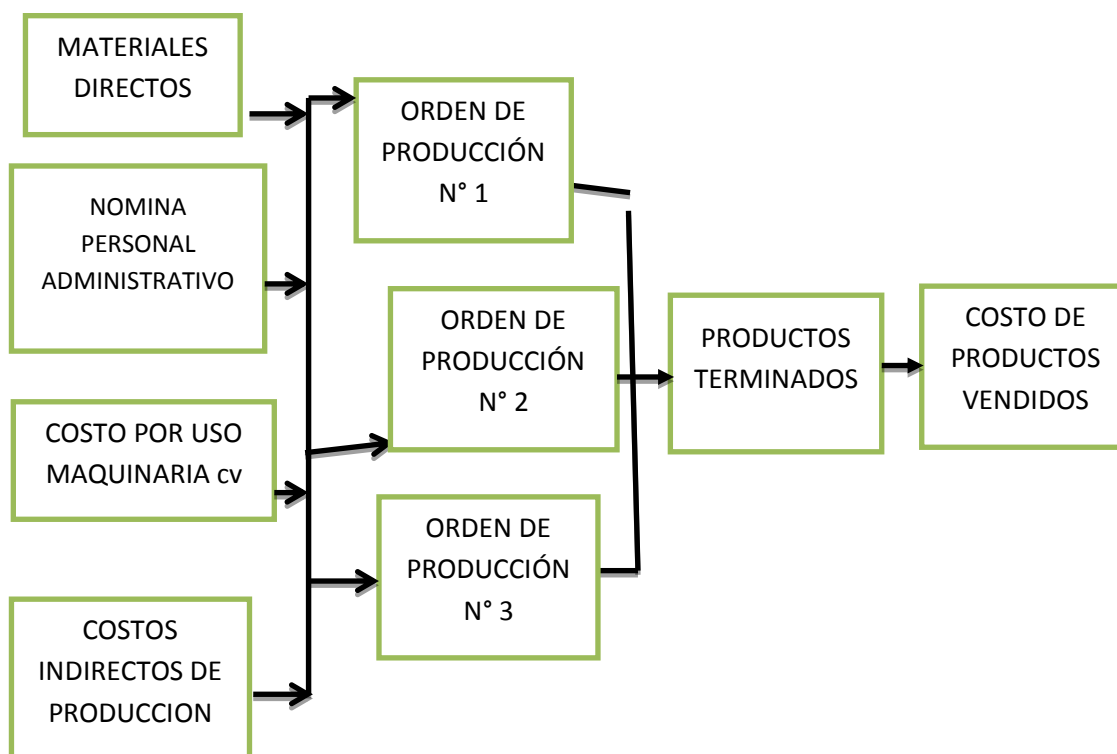 MATERIALES
DIRECTOS
NOMINA
PERSONAL
ADMINISTRATIVO
COSTO POR USO
MAQUINARIA cv
COSTOS
INDIRECTOS DE
PRODUCCION
ORDEN DE
PRODUCCIÓN
N° 1
ORDEN DE
PRODUCCIÓN
N° 2
ORDEN DE
PRODUCCIÓN
N° 3
PRODUCTOS
TERMINADOS
COSTO DE
PRODUCTOS
VENDIDOS